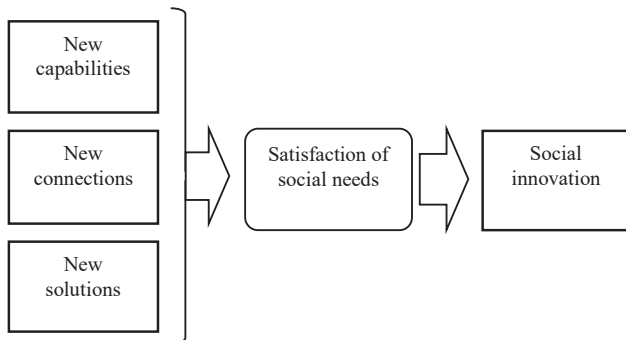 New
capabilities
New
connections
New
solutions
Satisfaction of
social needs
Social
innovation